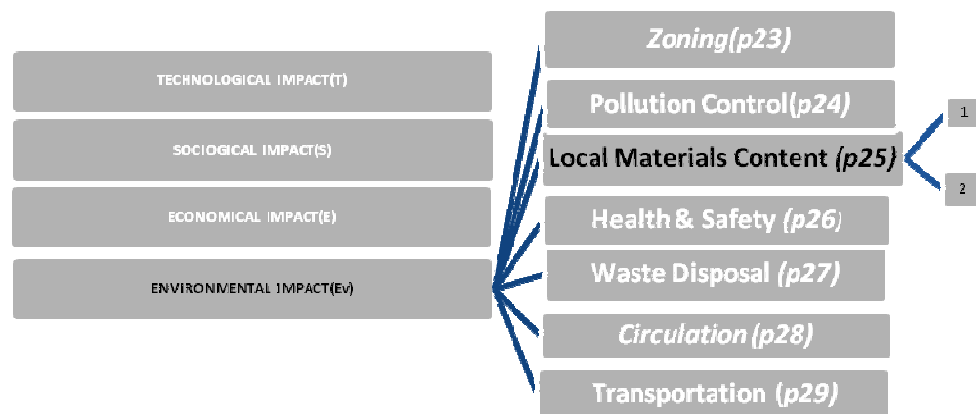 TECHNOLOGICAL IMPACT(T)
SOCIOGICAL IMPACT(S)
ECONOMICAL IMPACT(E)
ENVIRONMENTAL IMPACT(Ev)
Zoning(p23)
Pollution Control(p24)
Local Materials Content (p25)
Health & Safety (p26)
Waste Disposal (p27)
Circulation (p28)
Transportation (p29)
1
2